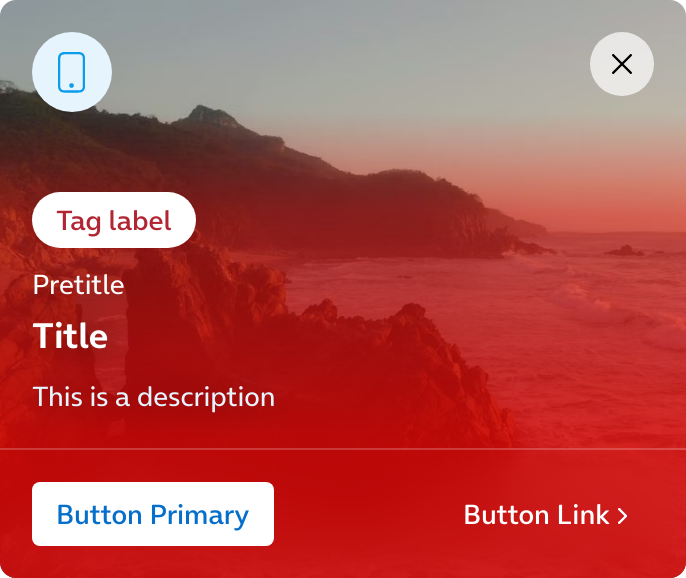 Tag label
Pretitle
Title
This is a description
Button Primary
Button Link